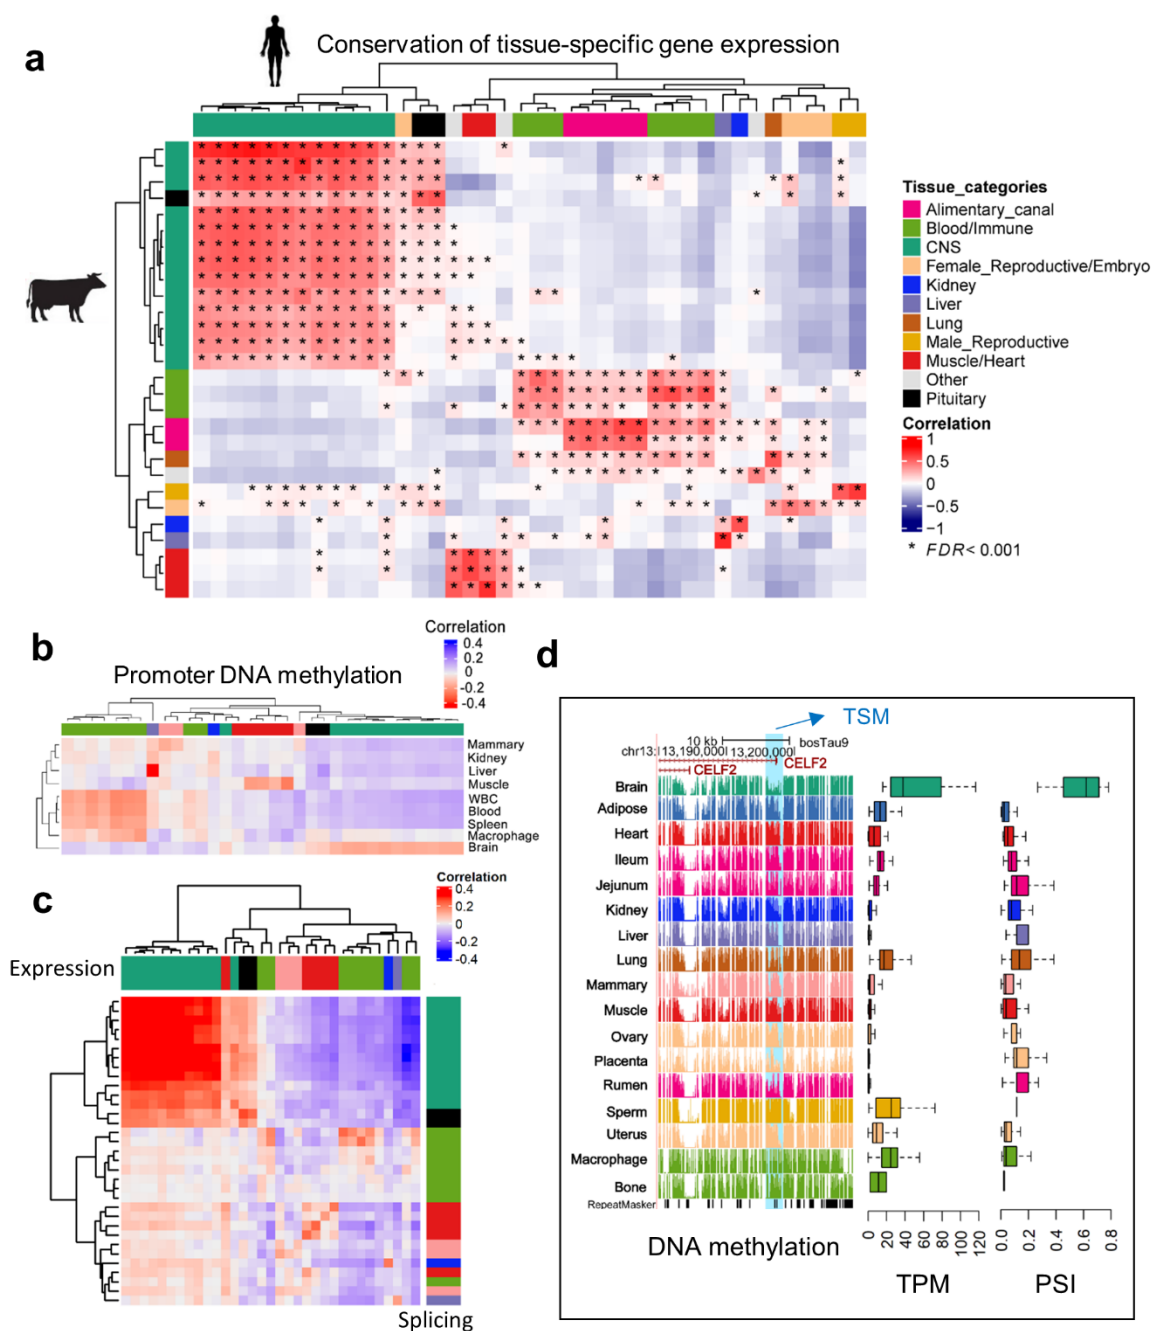 a
Conservation of tissue-specific gene expression
Tissue_categories
Alimentary_canal
Blood/Immune
CNS
Female_Reproductive/Embryo
Kidney
Liver
Lung
Male_Reproductive
Muscle/Heart
Other
Pituitary
Correlation
1
0.5
0
-0.5
-1
* FDR < 0.001
b
Promoter DNA methylation
Correlation
0.4
0.2
0
-0.2
-0.4
Mammary
Kidney
Liver
Muscle
WBC
Blood
Spleen
Macrophage
Brain
c
Correlation
0.4
0.2
0
-0.2
-0.4
Expression
Splicing
d
TSM
10 kb
bosTau9
chr13:
13,190,000
13,200,000
CELF2
CELF2
Brain
Adipose
Heart
Ileum
Jejunum
Kidney
Liver
Lung
Mammary
Muscle
Ovary
Placenta
Rumen
Sperm
Uterus
Macrophage
Bone
RepeatMasker
DNA methylation
0 20 40 60 80 100 120
TPM
0.0 0.2 0.4 0.6 0.8
PSI